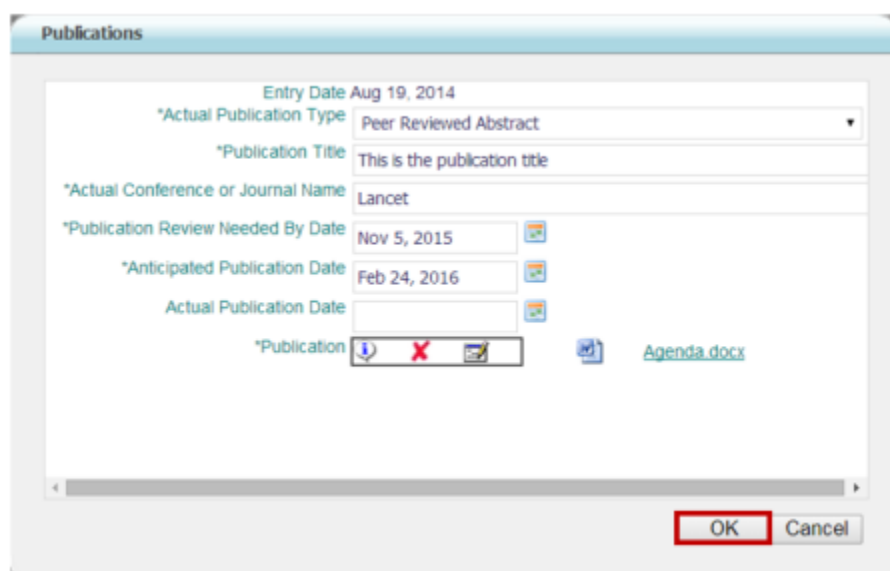 Publications
Entry Date Aug 19, 2014
*Actual Publication Type Peer Reviewed Abstract
*Publication Title This is the publication title
*Actual Conference or Journal Name Lancet
*Publication Review Needed By Date Nov 5, 2015
*Anticipated Publication Date Feb 24, 2016
Actual Publication Date
*Publication Agenda.docx
OK Cancel